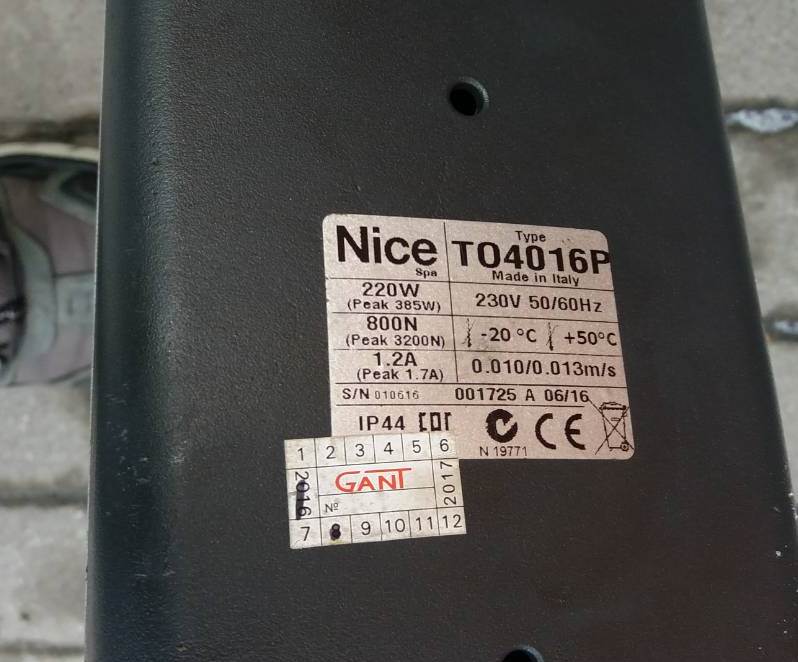 Nice
Spa
Type
TO4016P
Made in Italy
220W
(Peak 385W)
230V 50/60Hz
800N
(Peak 3200N)
-20 °C +50°C
1.2A
(Peak 1.7A)
0.010/0.013m/s
S/N 010616 001725 A 06/16
IP44 EAC
N 19771
CE
1 2 3 4 5 6
2016
GANT
2017
№
7 8 9 10 11 12